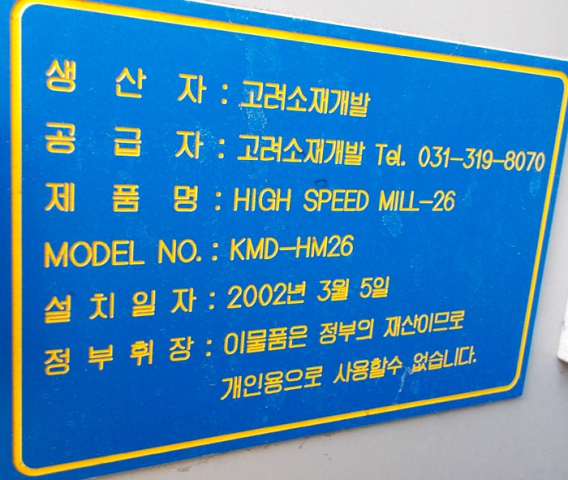 생 산 자 : 고려소재개발
공 급 자 : 고려소재개발 Tel. 031-319-8070
제 품 명 : HIGH SPEED MILL-26
MODEL NO. : KMD-HM26
설 치 일 자 : 2002년 3월 5일
정 부 휘 장 : 이물품은 정부의 재산이므로
개인용으로 사용할수 없습니다.